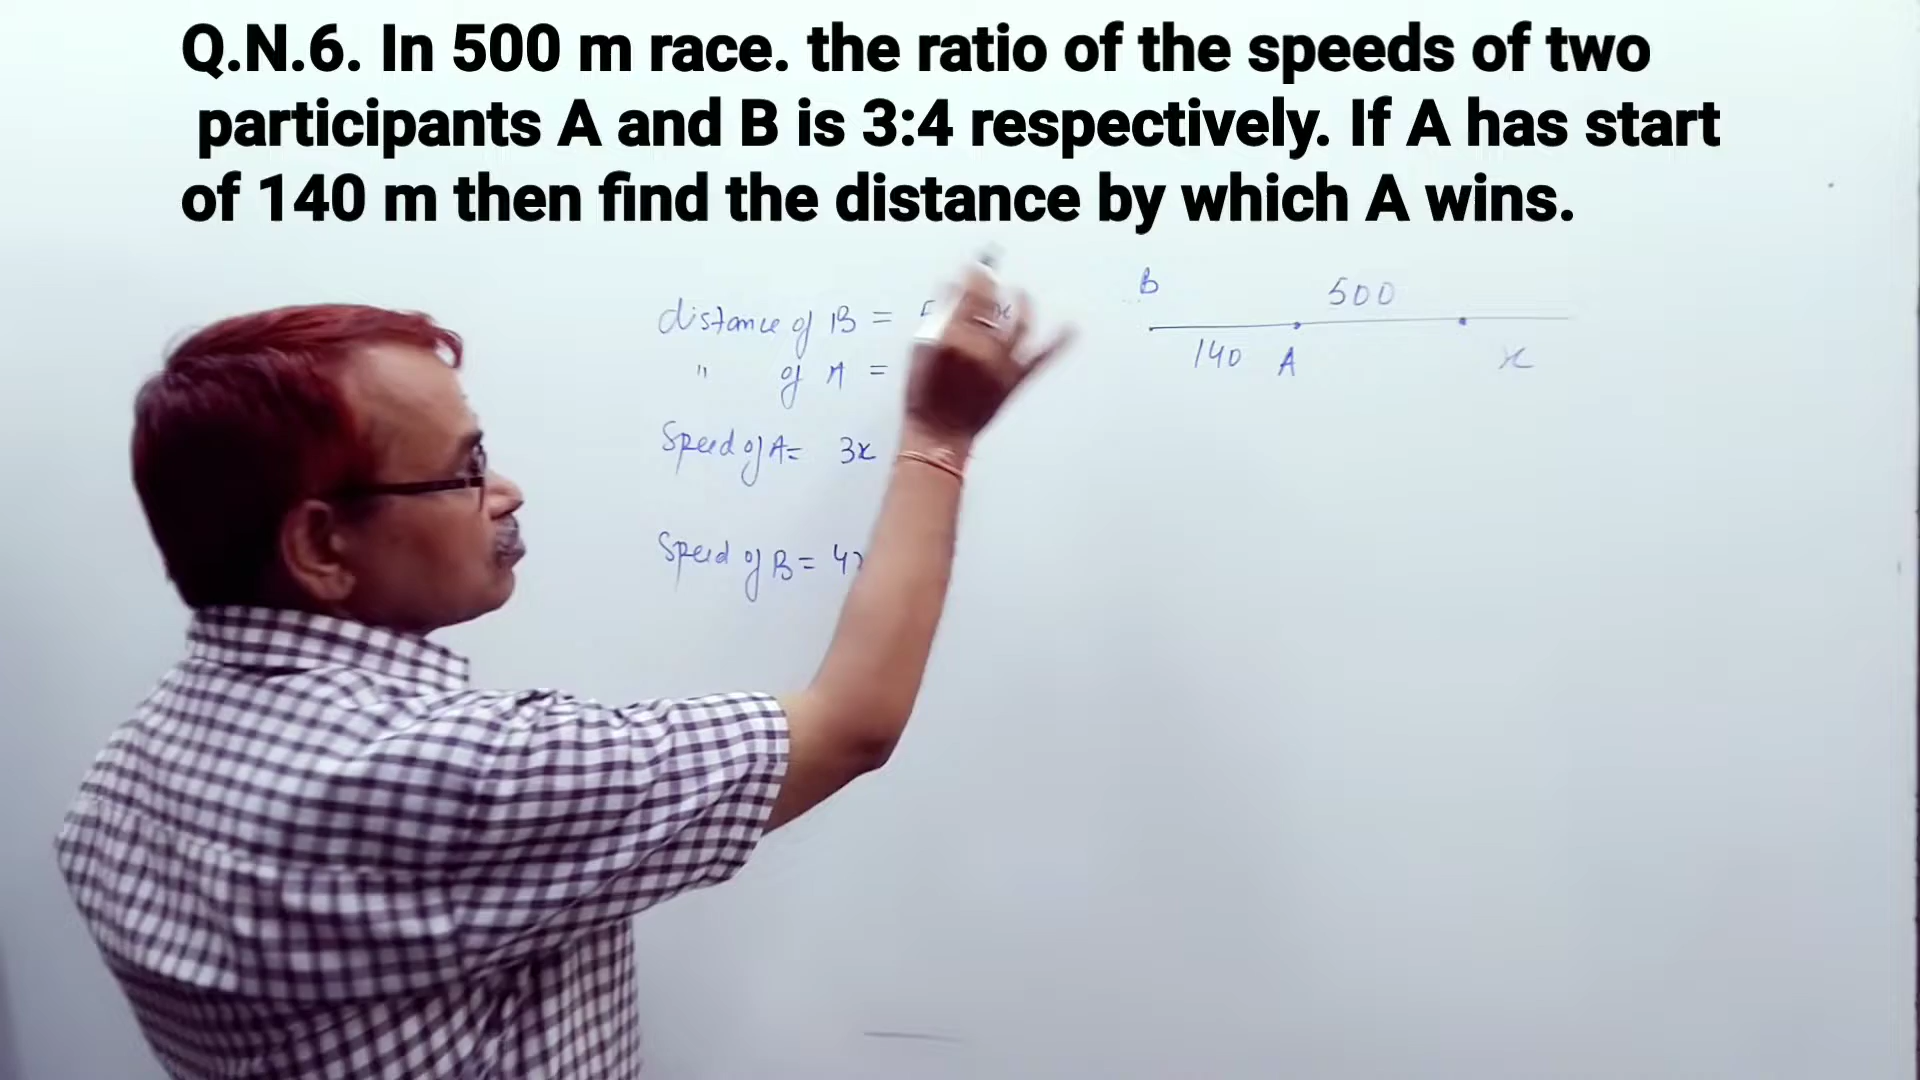 Q.N.6. In 500 m race. the ratio of the speeds of two
participants A and B is 3:4 respectively. If A has start
of 140 m then find the distance by which A wins.
distance of B =
" of A =
Speed of A= 3x
Speed of B=
B
500
140 A
x